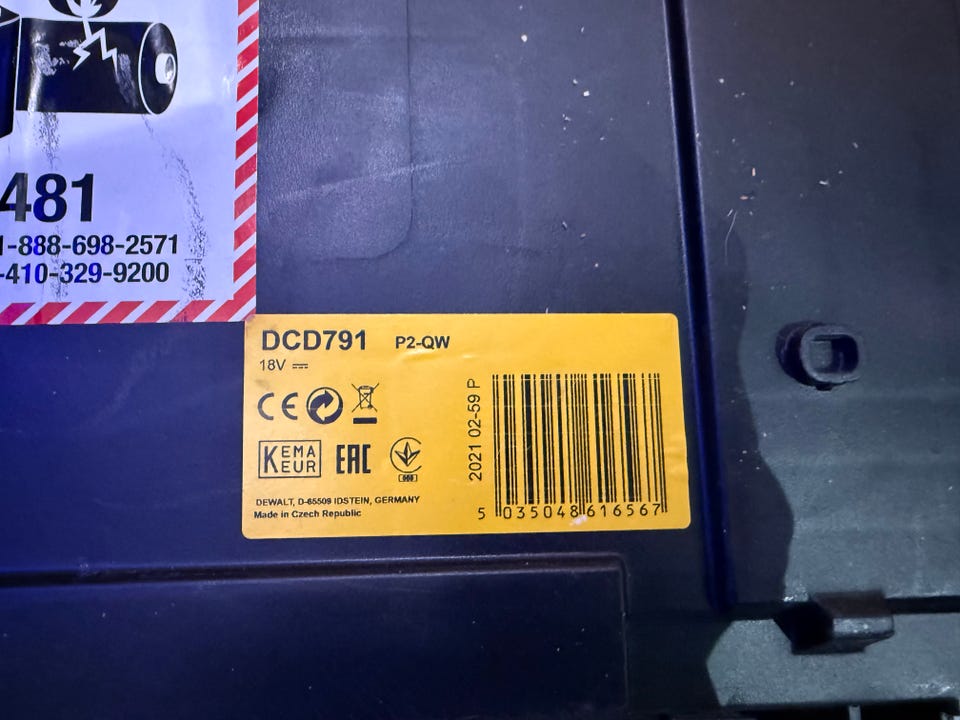 481
1-888-698-2571
-410-329-9200
DCD791 P2-QW
18V
CE
KEMA
KEUR
EAC
2021 02-59 P
DEWALT, D-65509 IDSTEIN, GERMANY
Made in Czech Republic
5 035048 616567